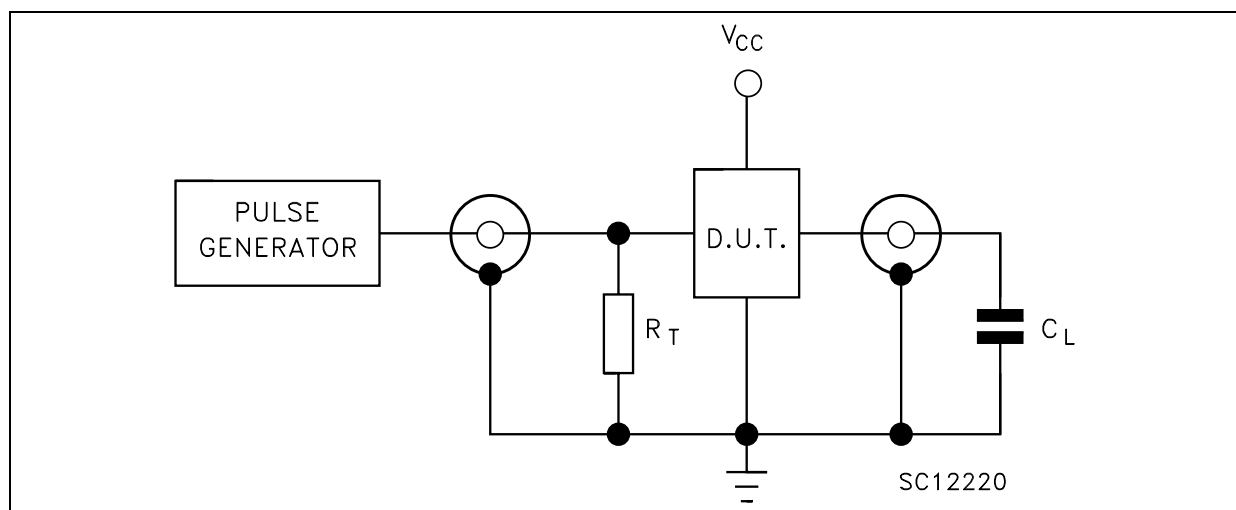 VCC
PULSE
GENERATOR
D.U.T.
RT
CL
SC12220